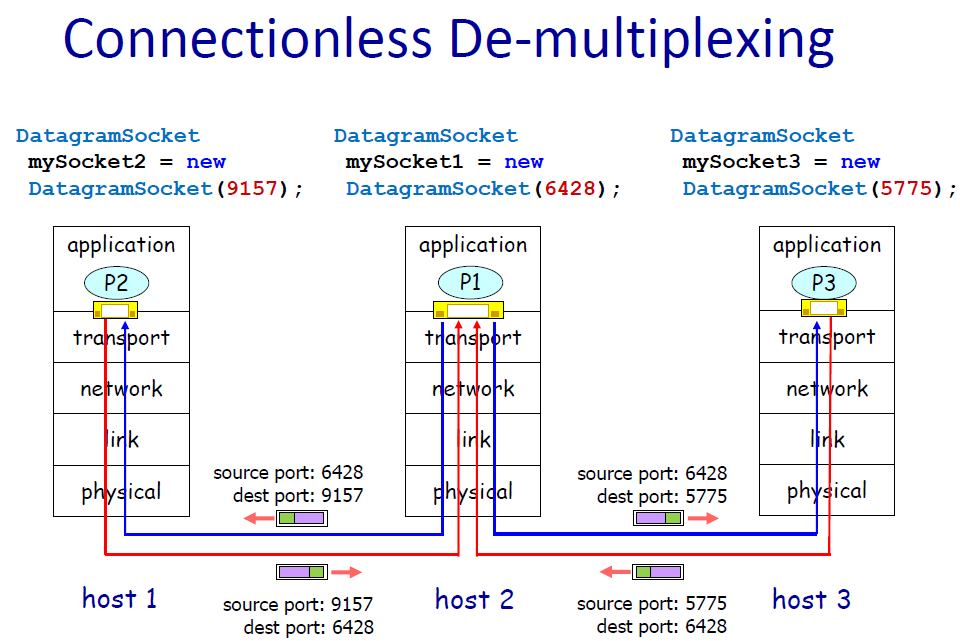 Connectionless De-multiplexing
DatagramSocket
mySocket2 = new
DatagramSocket(9157);
DatagramSocket
mySocket1 = new
DatagramSocket(6428);
DatagramSocket
mySocket3 = new
DatagramSocket(5775);
application
P2
transport
network
link
physical
application
P1
transport
network
link
physical
application
P3
transport
network
link
physical
source port: 6428
dest port: 9157
source port: 6428
dest port: 5775
host 1
source port: 9157
dest port: 6428
host 2
source port: 5775
dest port: 6428
host 3